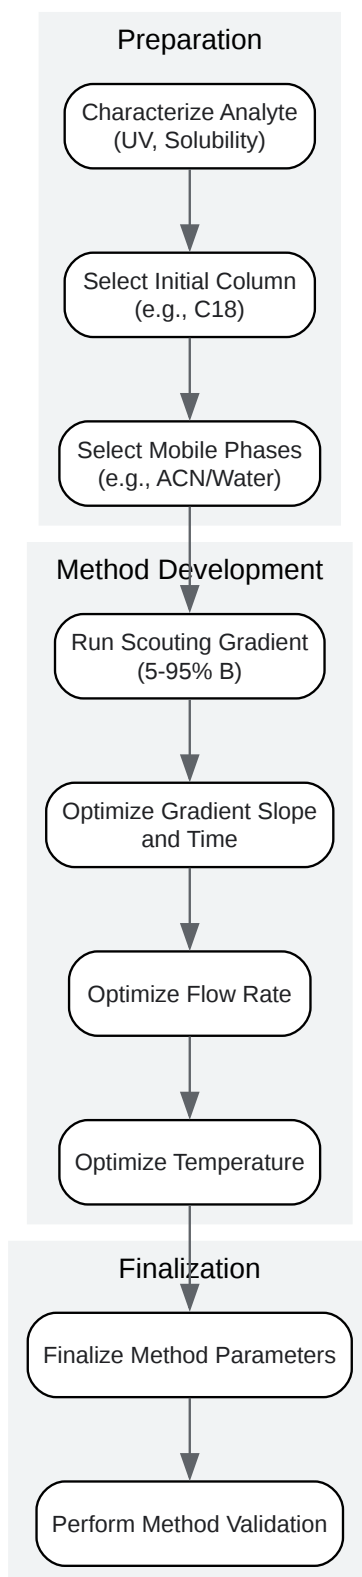 Preparation
Characterize Analyte
(UV, Solubility)
Select Initial Column
(e.g., C18)
Select Mobile Phases
(e.g., ACN/Water)
Method Development
Run Scouting Gradient
(5-95% B)
Optimize Gradient Slope
and Time
Optimize Flow Rate
Optimize Temperature
Finalization
Finalize Method Parameters
Perform Method Validation